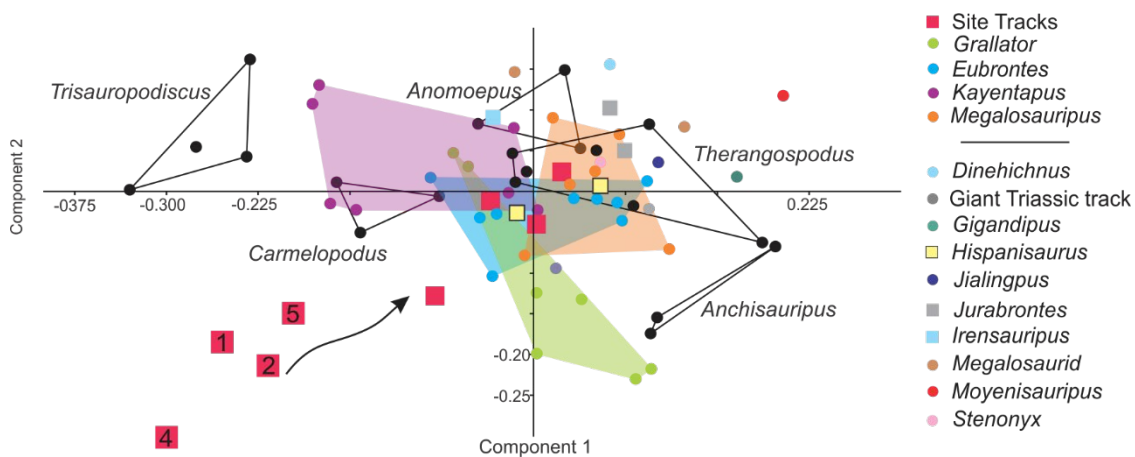 Component 2
Trisauropodiscus
Anomoepus
Therangospodus
Carmelopodus
Anchisauripus
-0375
-0.300
-0.225
0.225
-0.20
-0.25
Component 1
5
1
2
4
Site Tracks
Grallator
Eubrontes
Kayentapus
Megalosauripus
Dinehichnus
Giant Triassic track
Gigandipus
Hispanisaurus
Jialingpus
Jurabrontes
Irensauripus
Megalosaurid
Moyenisauripus
Stenonyx